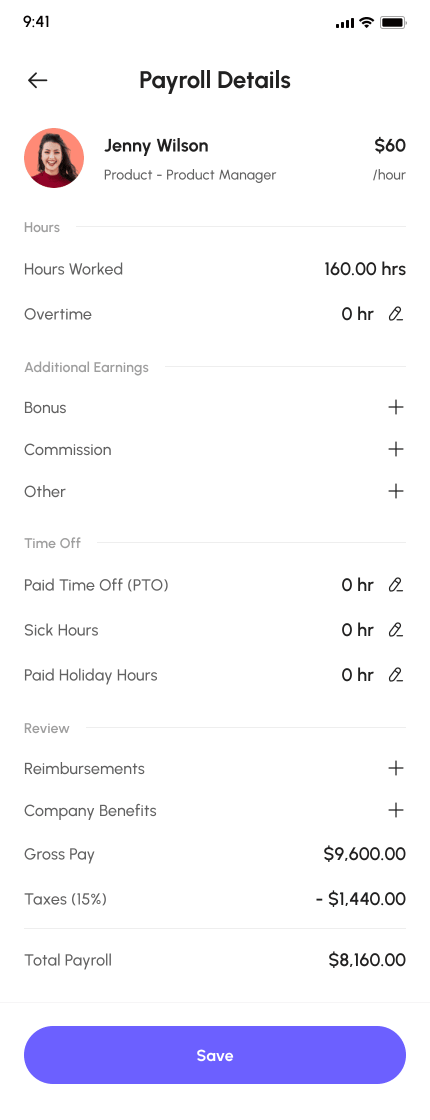 9:41
Payroll Details
Jenny Wilson $60
Product - Product Manager /hour
Hours
Hours Worked 160.00 hrs
Overtime 0 hr
Additional Earnings
Bonus
Commission
Other
Time Off
Paid Time Off (PTO) 0 hr
Sick Hours 0 hr
Paid Holiday Hours 0 hr
Review
Reimbursements
Company Benefits
Gross Pay $9,600.00
Taxes (15%) - $1,440.00
Total Payroll $8,160.00
Save